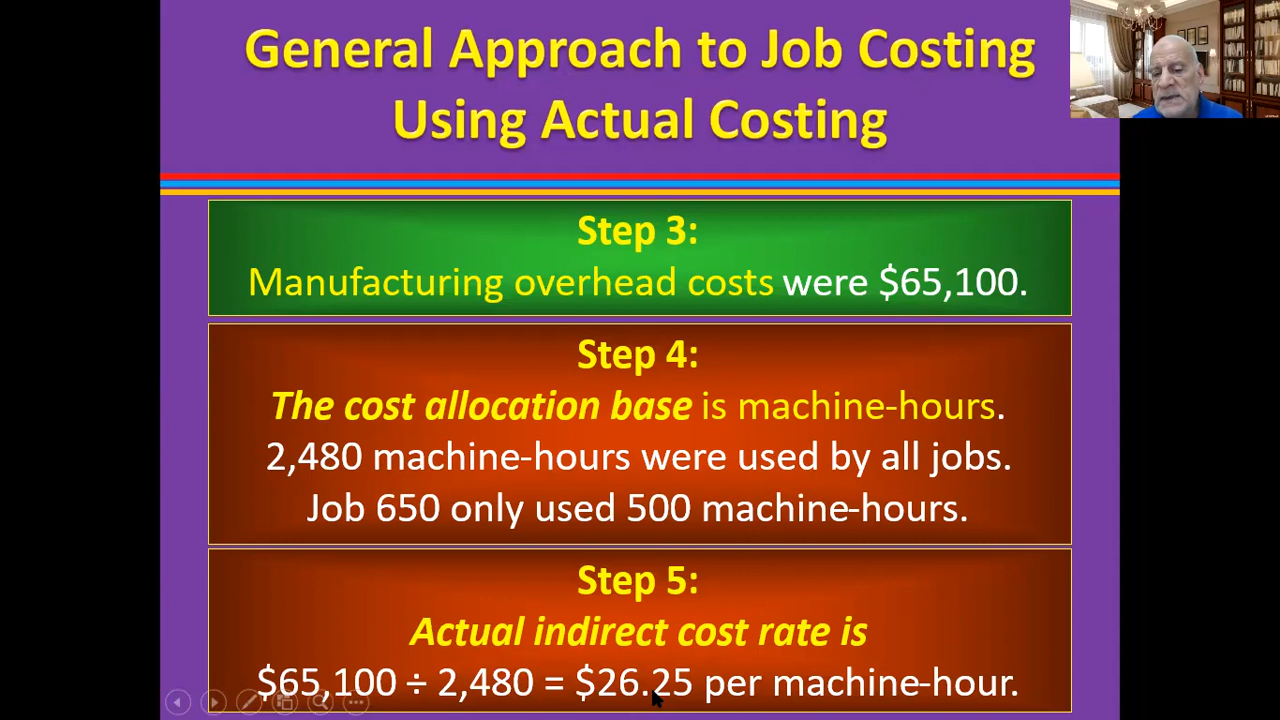 General Approach to Job Costing
Using Actual Costing
Step 3:
Manufacturing overhead costs were $65,100.
Step 4:
The cost allocation base is machine-hours.
2,480 machine-hours were used by all jobs.
Job 650 only used 500 machine-hours.
Step 5:
Actual indirect cost rate is
$65,100 ÷ 2,480 = $26.25 per machine-hour.